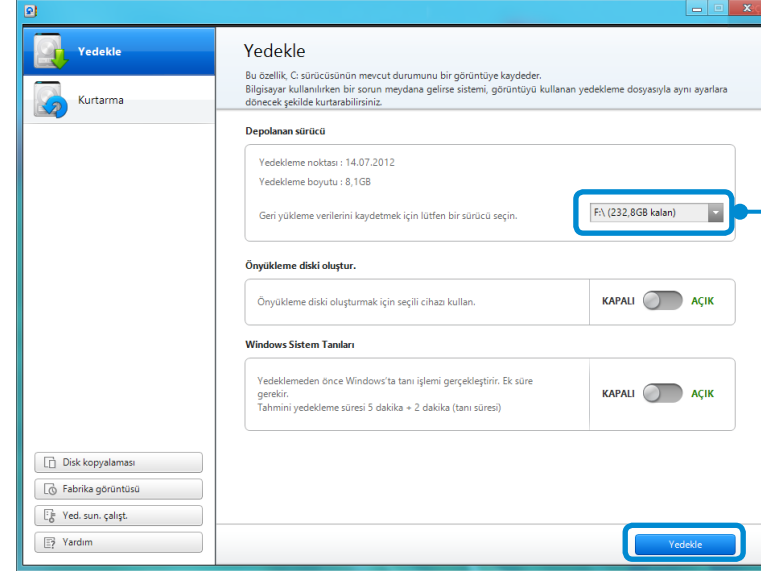 Yedekle
Kurtarma
Disk kopyalaması
Fabrika görüntüsü
Yed. sun. çalışt.
Yardım
Yedekle
Bu özellik, C: sürücüsünün mevcut durumunu bir görüntüye kaydeder.
Bilgisayar kullanılırken bir sorun meydana gelirse sistemi, görüntüyü kullanan yedekleme dosyasıyla aynı ayarlara
dönecek şekilde kurtarabilirsiniz.
Depolanan sürücü
Yedekleme noktası : 14.07.2012
Yedekleme boyutu : 8,1GB
Geri yükleme verilerini kaydetmek için lütfen bir sürücü seçin.
F:\ (232,8GB kalan)
Önyükleme diski oluştur.
Önyükleme diski oluşturmak için seçili cihazı kullan.
KAPALI AÇIK
Windows Sistem Tanıları
Yedeklemeden önce Windows'ta tanı işlemi gerçekleştirir. Ek süre
gerekir.
Tahmini yedekleme süresi 5 dakika + 2 dakika (tanı süresi)
KAPALI AÇIK
Yedekle